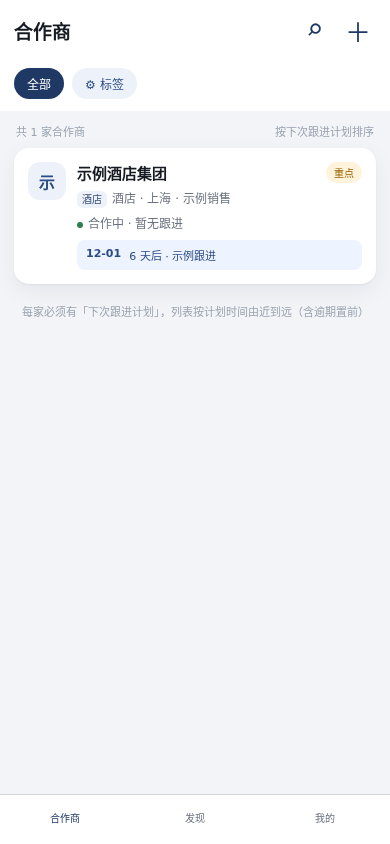 合作商
全部
标签
共 1 家合作商 按下次跟进计划排序
示 示例酒店集团 重点
酒店 酒店 · 上海 · 示例销售
合作中 · 暂无跟进
12-01 6 天后 · 示例跟进
每家必须有「下次跟进计划」，列表按计划时间由近到远（含逾期置前）
合作商 发现 我的